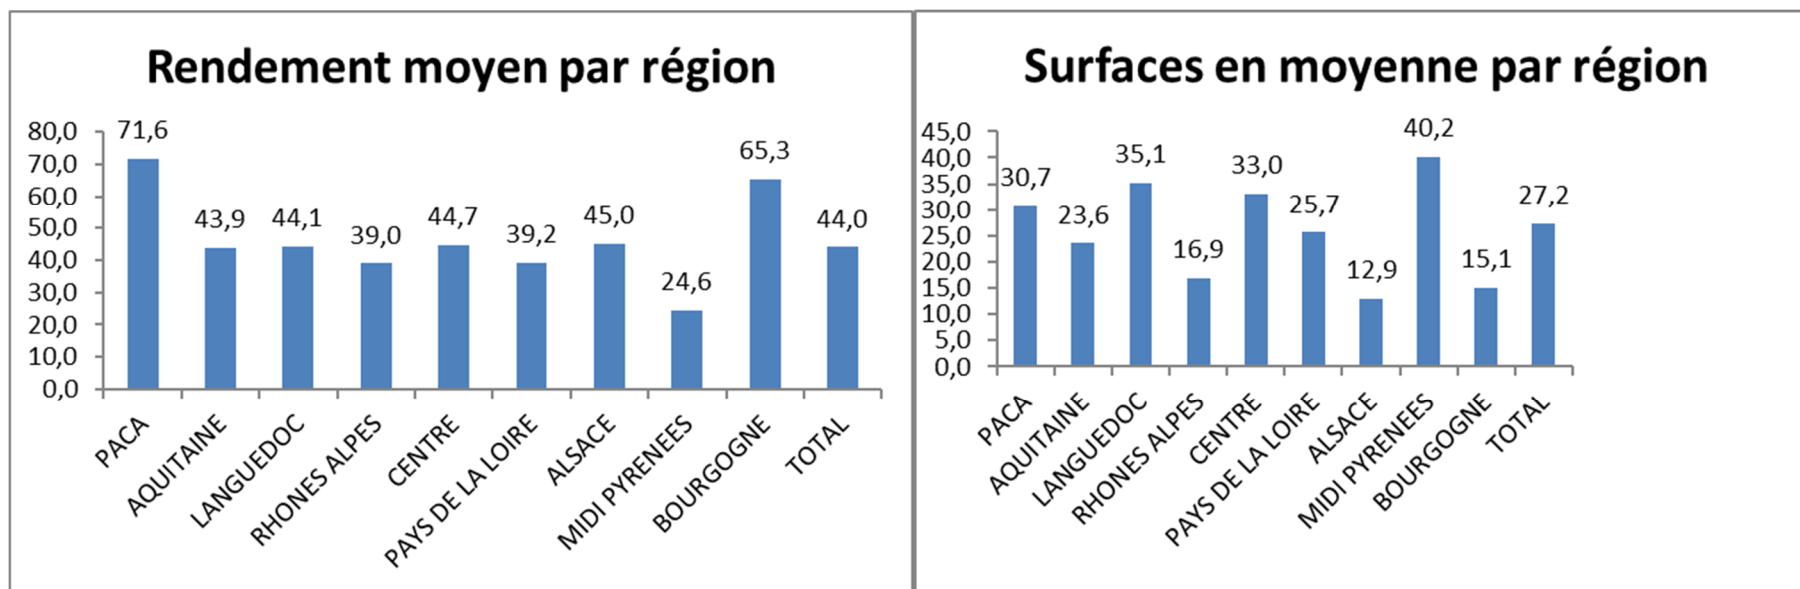 Rendement moyen par région
80,0
70,0
60,0
50,0
40,0
30,0
20,0
10,0
0,0
71,6
43,9
44,1
39,0
44,7
39,2
45,0
24,6
65,3
44,0
PACA
AQUITAINE
LANGUEDOC
RHONES ALPES
CENTRE
PAYS DE LA LOIRE
ALSACE
MIDI PYRENEES
BOURGOGNE
TOTAL
Surfaces en moyenne par région
45,0
40,0
35,0
30,0
25,0
20,0
15,0
10,0
5,0
0,0
30,7
23,6
35,1
16,9
33,0
25,7
12,9
40,2
15,1
27,2
PACA
AQUITAINE
LANGUEDOC
RHONES ALPES
CENTRE
PAYS DE LA LOIRE
ALSACE
MIDI PYRENEES
BOURGOGNE
TOTAL